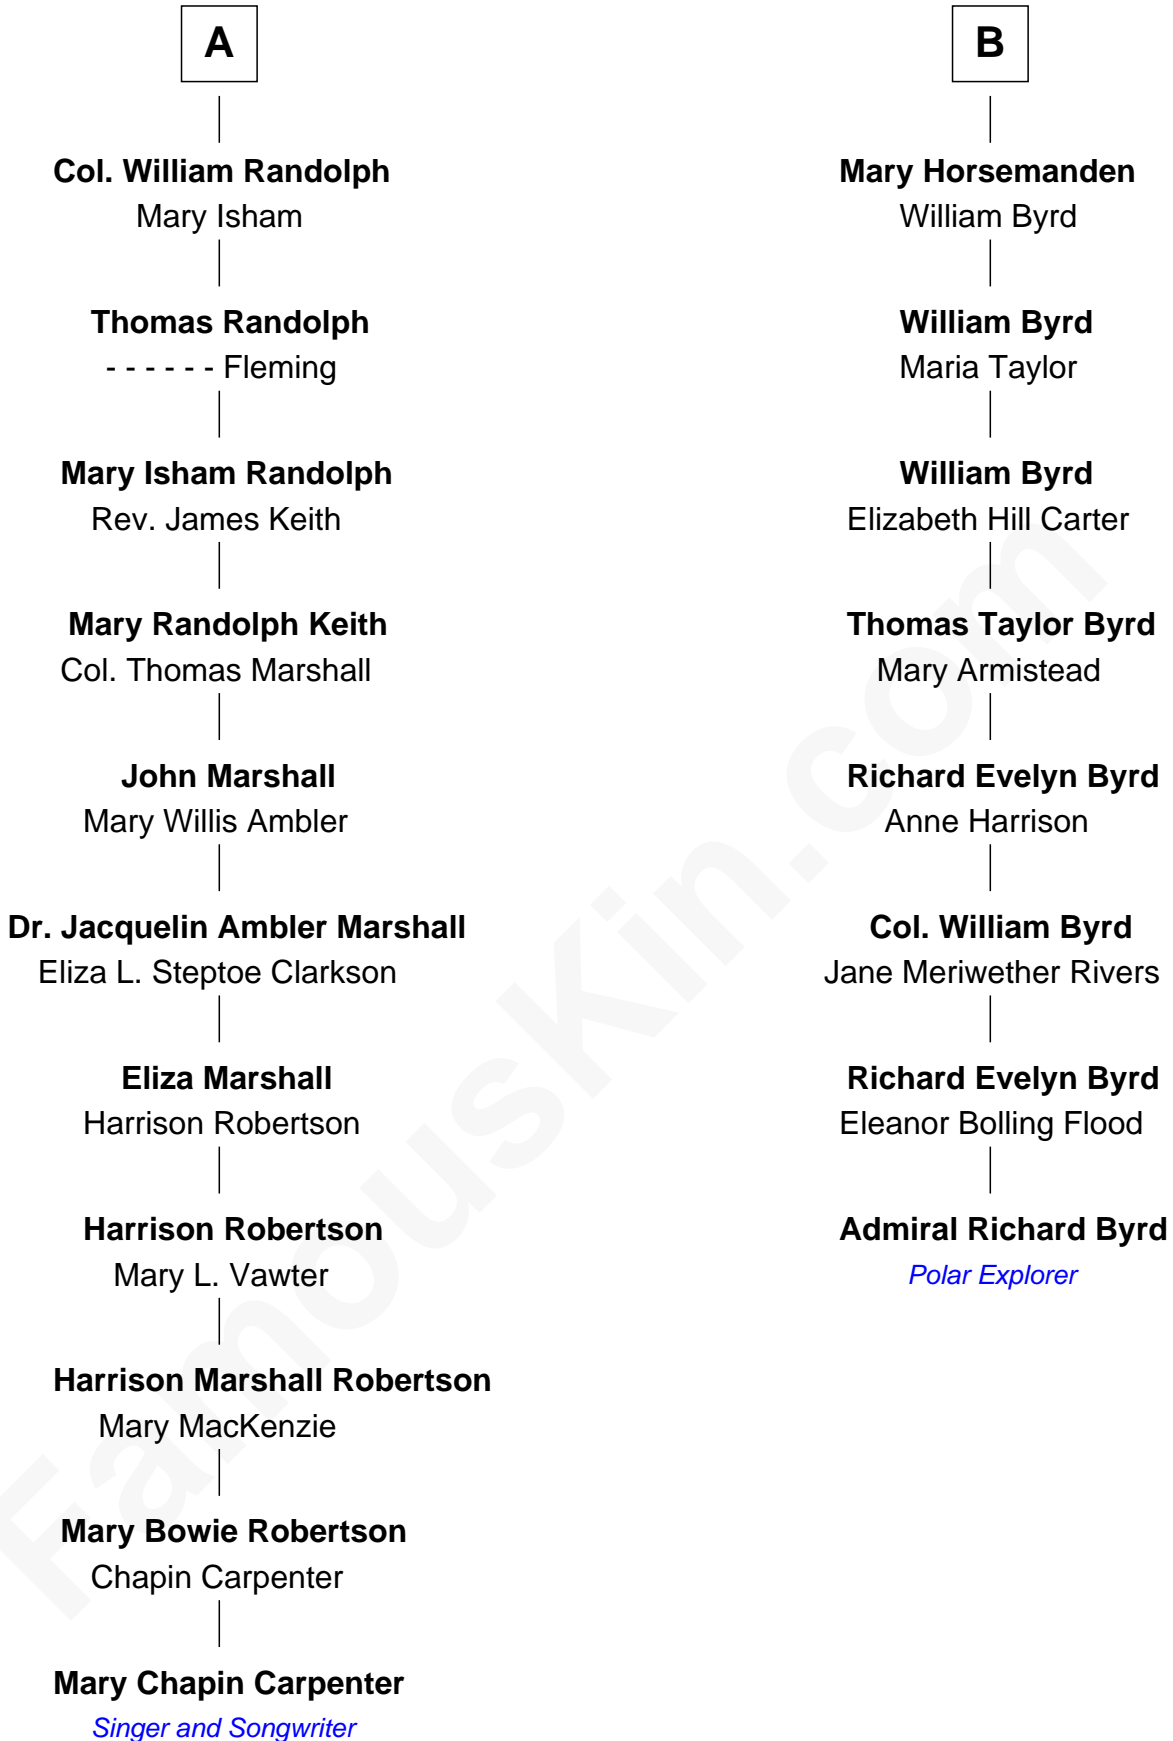 A
Col. William Randolph
Mary Isham
Thomas Randolph
- - - - - - Fleming
Mary Isham Randolph
Rev. James Keith
Mary Randolph Keith
Col. Thomas Marshall
John Marshall
Mary Willis Ambler
Dr. Jacquelin Ambler Marshall
Eliza L. Steptoe Clarkson
Eliza Marshall
Harrison Robertson
Harrison Robertson
Mary L. Vawter
Harrison Marshall Robertson
Mary MacKenzie
Mary Bowie Robertson
Chapin Carpenter
Mary Chapin Carpenter
Singer and Songwriter
B
Mary Horsemanden
William Byrd
William Byrd
Maria Taylor
William Byrd
Elizabeth Hill Carter
Thomas Taylor Byrd
Mary Armistead
Richard Evelyn Byrd
Anne Harrison
Col. William Byrd
Jane Meriwether Rivers
Richard Evelyn Byrd
Eleanor Bolling Flood
Admiral Richard Byrd
Polar Explorer
FamousKin.com